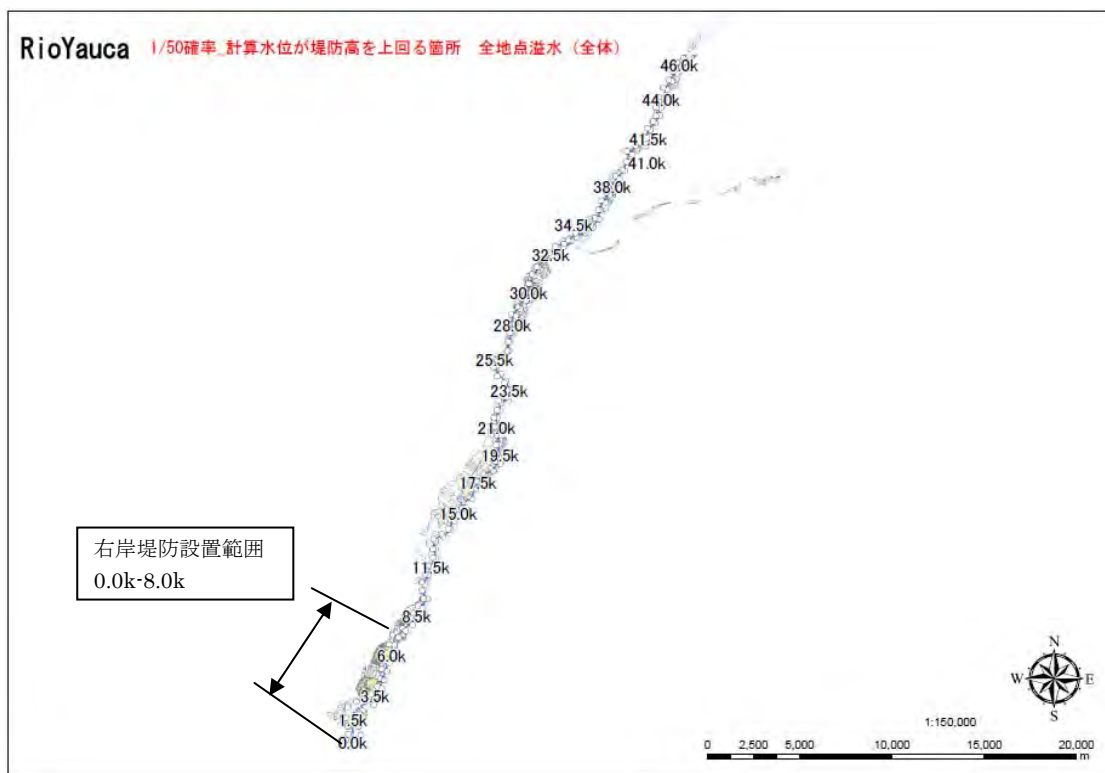 RioYauca 1/50確率_計算水位が堤防高を上回る箇所 全地点溢水（全体）
46.0k
44.0k
41.5k
41.0k
38.0k
34.5k
32.5k
30.0k
28.0k
25.5k
23.5k
21.0k
19.5k
17.5k
15.0k
右岸堤防設置範囲
0.0k-8.0k
11.5k
8.5k
6.0k
3.5k
1.5k
0.0k
N
W E
S
1:150,000
0 2,500 5,000 10,000 15,000 20,000
m